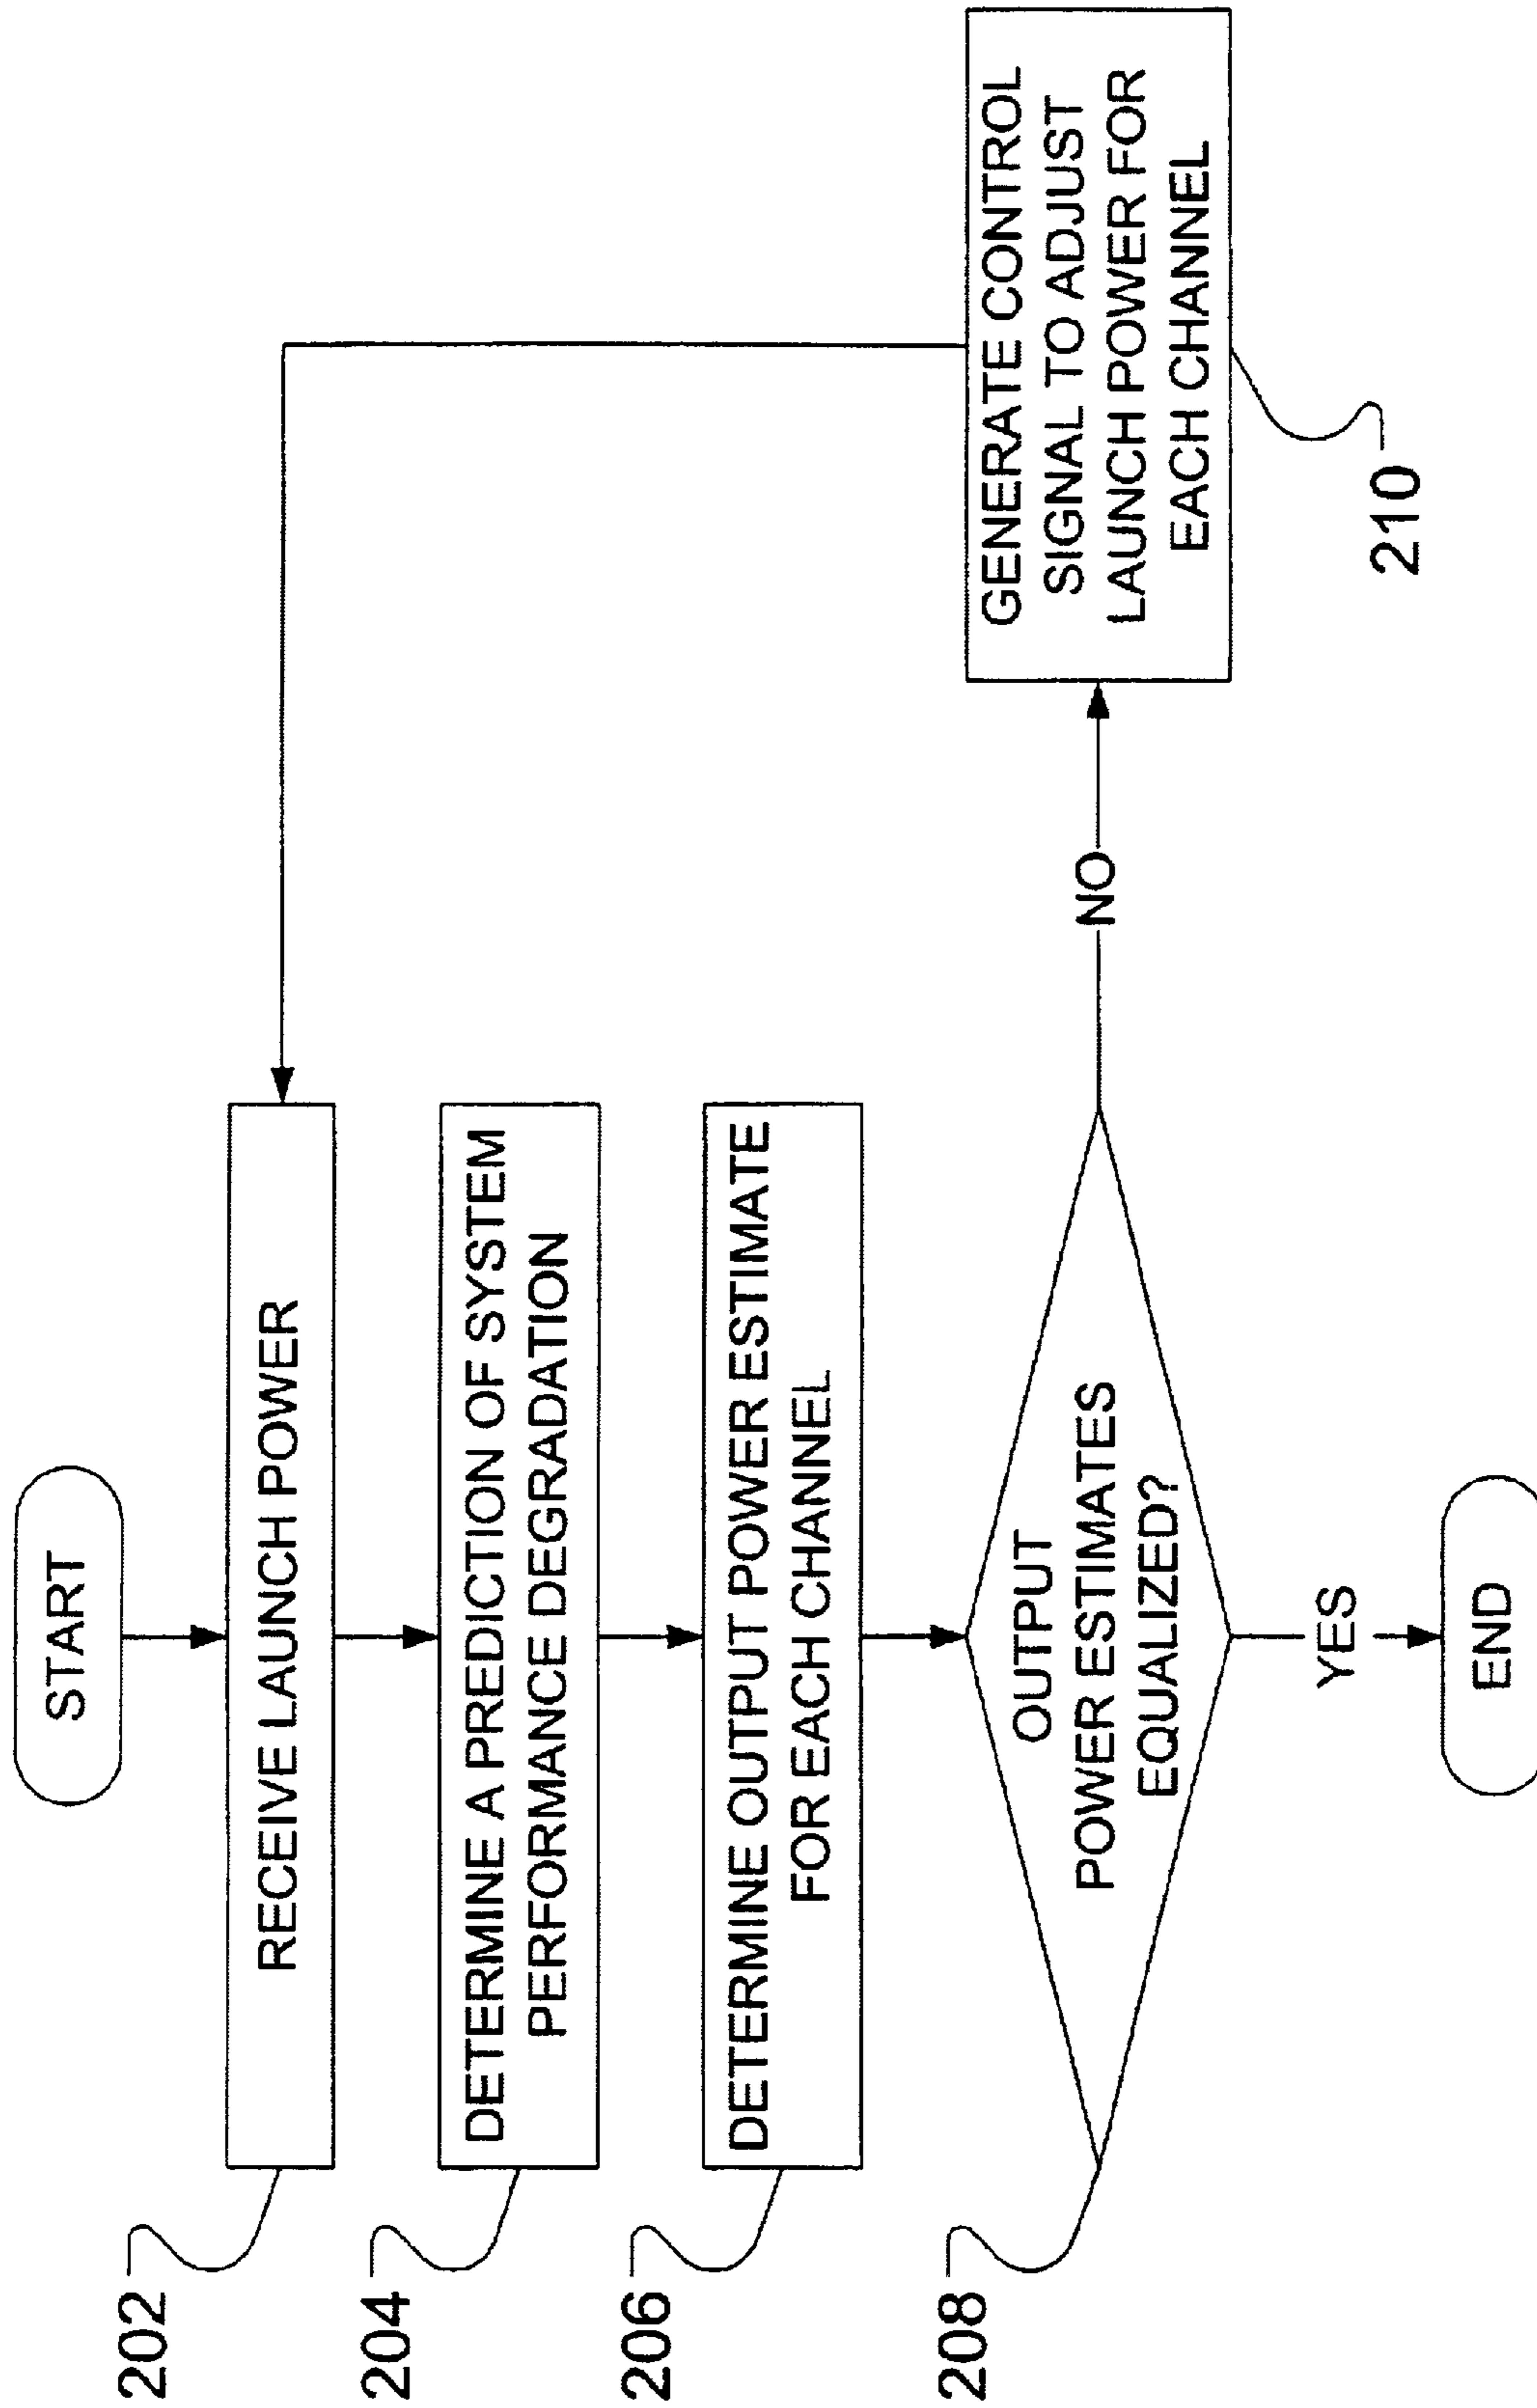 START
202
RECEIVE LAUNCH POWER
204
DETERMINE A PREDICTION OF SYSTEM
PERFORMANCE DEGRADATION
206
DETERMINE OUTPUT POWER ESTIMATE
FOR EACH CHANNEL
208
OUTPUT
POWER ESTIMATES
EQUALIZED?
NO
GENERATE CONTROL
SIGNAL TO ADJUST
LAUNCH POWER FOR
EACH CHANNEL
210
YES
END